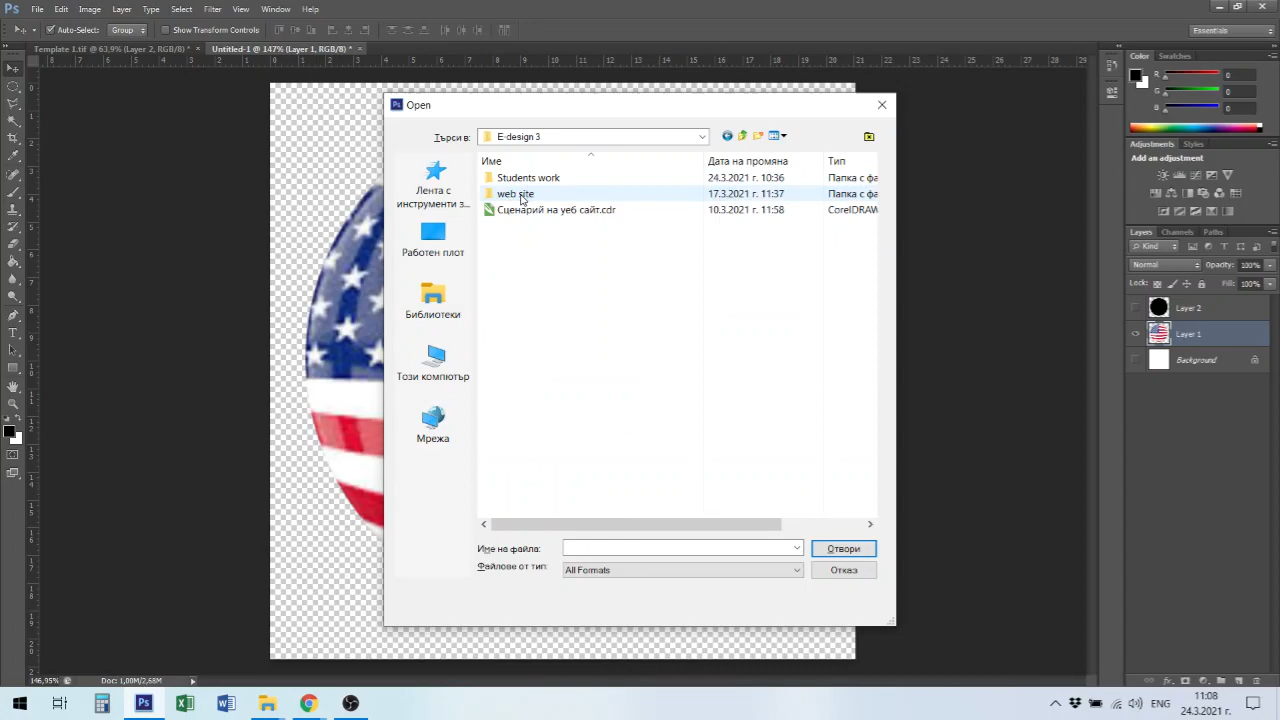 Ps File Edit Image Layer Type Select Filter View Window Help
Auto-Select: Group Show Transform Controls Essentials
Template 1.tif @ 63,9% (Layer 2, RGB/8) * × Untitled-1 @ 147% (Layer 1, RGB/8) * ×
Color Swatches
R 0
G 0
B 0
Adjustments Styles
Add an adjustment
Layers Channels Paths
Kind
Normal Opacity: 100%
Lock: Fill: 100%
Layer 2
Layer 1
Background
Ps Open
Търси в: E-design 3
Име Дата на промяна Тип
Students work 24.3.2021 г. 10:36 Папка с фа
web site 17.3.2021 г. 11:37 Папка с фа
Сценарий на уеб сайт.cdr 10.3.2021 г. 11:58 CorelDRAW
Лента с
инструменти з...
Работен плот
Библиотеки
Този компютър
Мрежа
Име на файла: Отвори
Файлове от тип: All Formats Отказ
146,95% Doc: 1,00M/2,68M
ENG 11:08
24.3.2021 г.